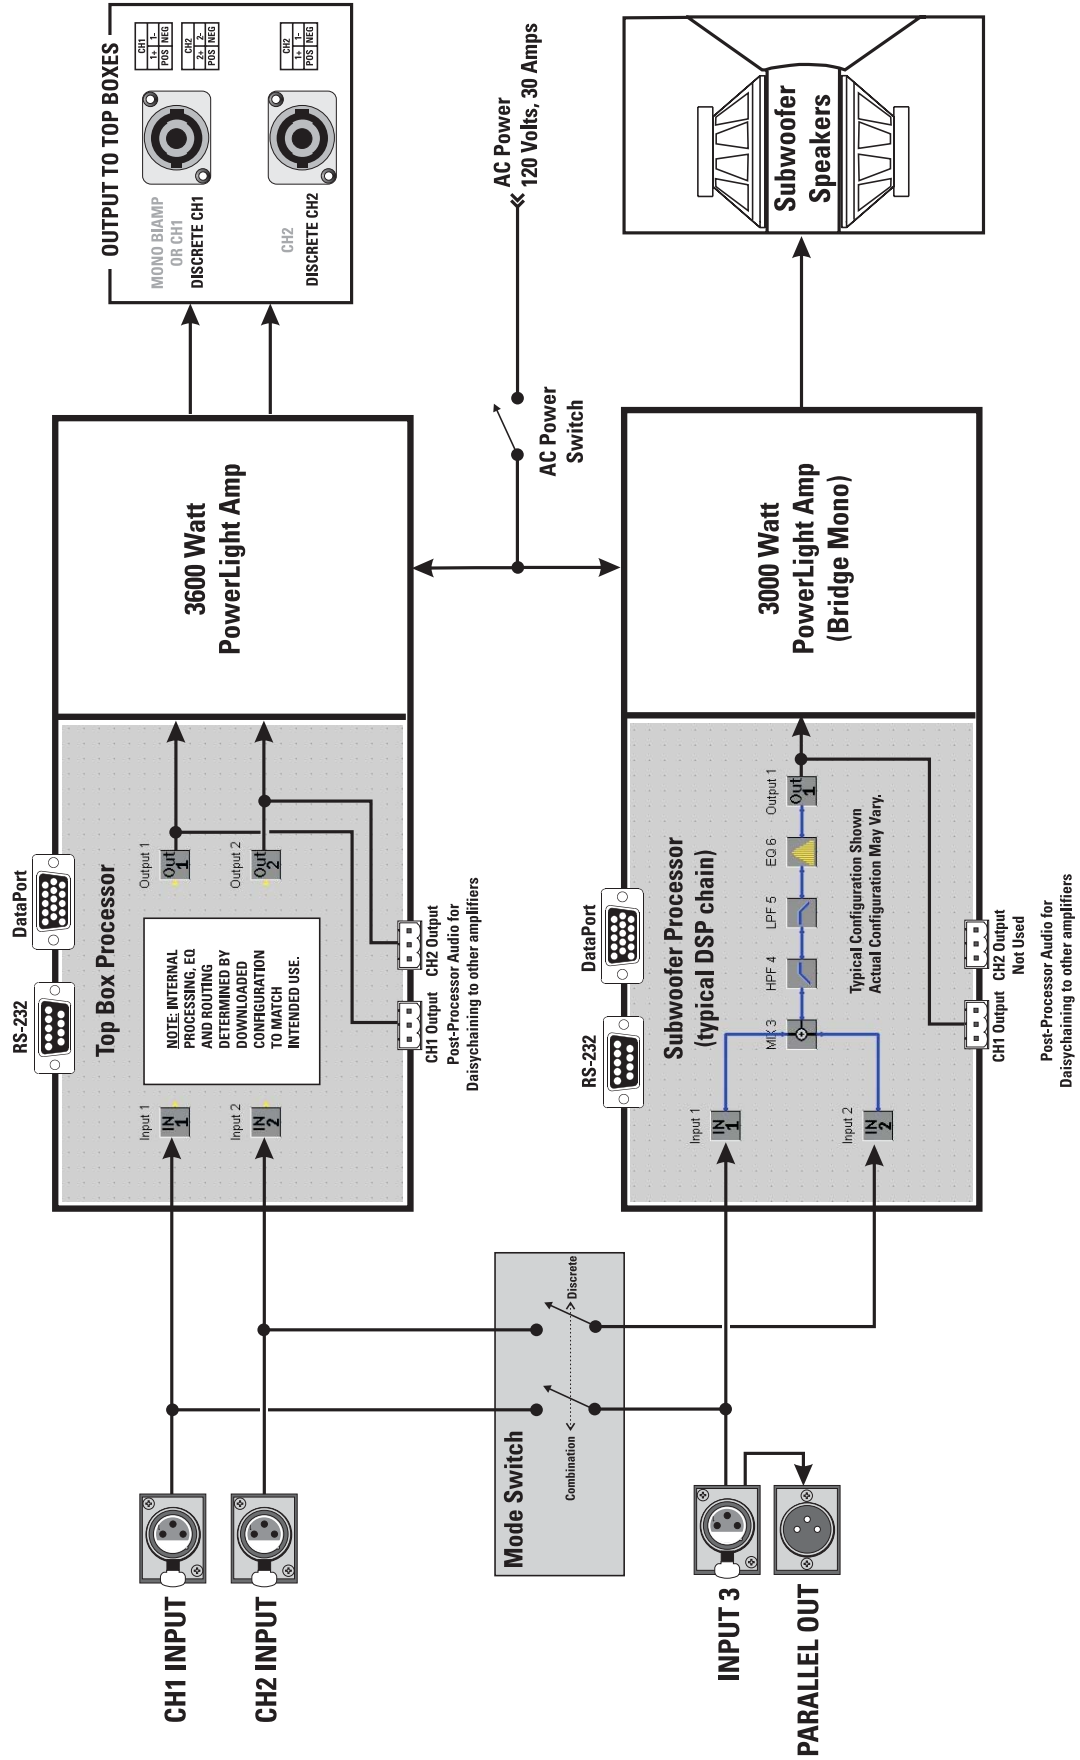 CH1 INPUT
CH2 INPUT
INPUT 3
PARALLEL OUT
Mode Switch
Combination
Discrete
RS-232
DataPort
Top Box Processor
Input 1
IN
1
Input 2
IN
2
NOTE: INTERNAL
PROCESSING, EQ
AND ROUTING
DETERMINED BY
DOWNLOADED
CONFIGURATION
TO MATCH
INTENDED USE.
Output 1
Out
1
Output 2
Out
2
CH1 Output
CH2 Output
Post-Processor Audio for
Daisychaining to other amplifiers
3600 Watt
PowerLight Amp
OUTPUT TO TOP BOXES
MONO BIAMP
OR CH1
DISCRETE CH1
CH2
DISCRETE CH2
CH1
1+ 1-
POS NEG
CH2
2+ 2-
POS NEG
CH2
1+ 1-
POS NEG
AC Power
Switch
AC Power
120 Volts, 30 Amps
RS-232
DataPort
Subwoofer Processor
(typical DSP chain)
Input 1
IN
1
Input 2
IN
2
MIX 3
HPF 4
LPF 5
EQ 6
Output 1
Out
1
Typical Configuration Shown
Actual Configuration May Vary.
CH1 Output
CH2 Output
Not Used
Post-Processor Audio for
Daisychaining to other amplifiers
3000 Watt
PowerLight Amp
(Bridge Mono)
Subwoofer
Speakers